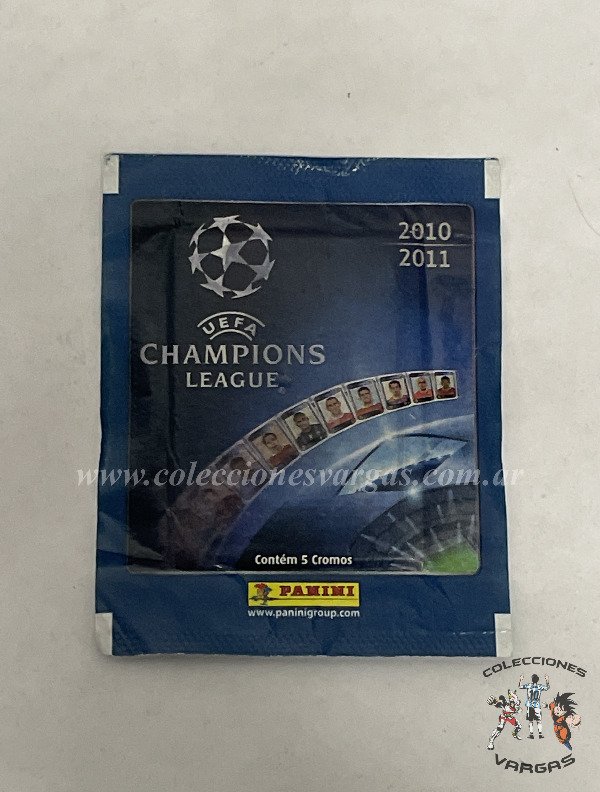 2010
2011
UEFA
CHAMPIONS
LEAGUE
www.coleccionesvargas.com.ar
Contém 5 Cromos
PANINI
www.paninigroup.com
COLECCIONES
VARGAS